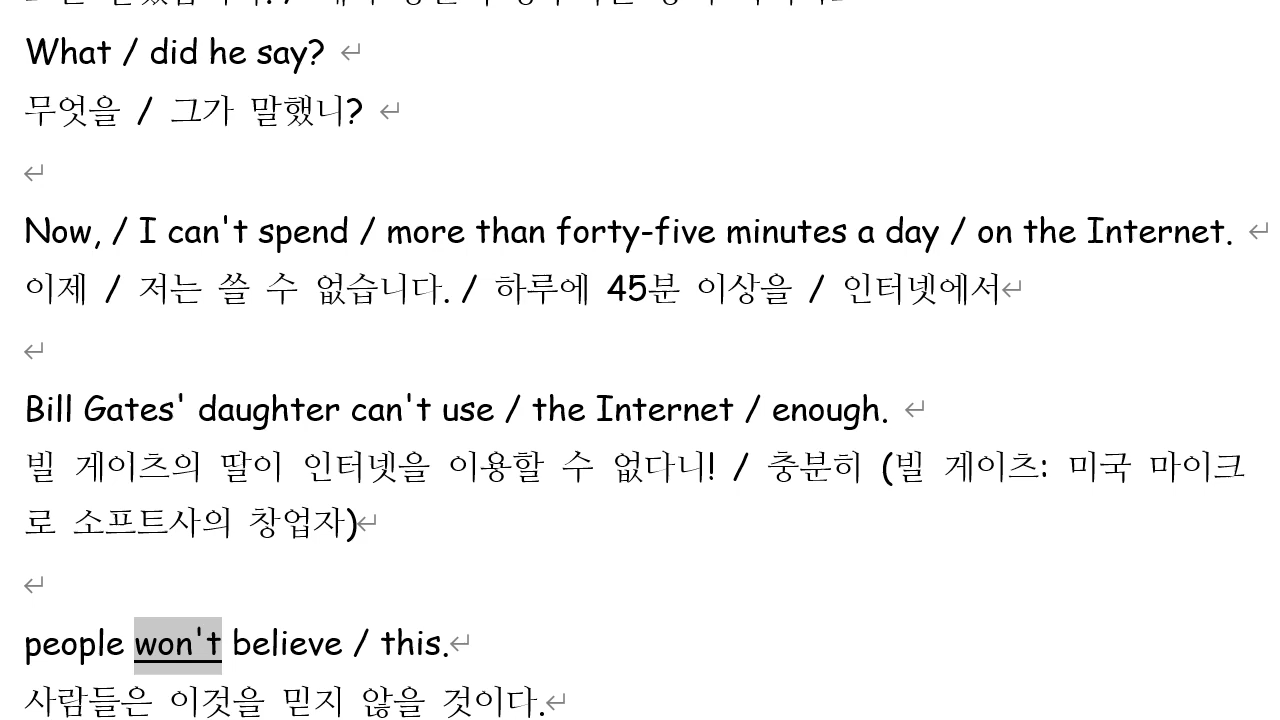 What / did he say?
무엇을 / 그가 말했니?
Now, / I can't spend / more than forty-five minutes a day / on the Internet.
이제 / 저는 쓸 수 없습니다. / 하루에 45분 이상을 / 인터넷에서
Bill Gates' daughter can't use / the Internet / enough.
빌 게이츠의 딸이 인터넷을 이용할 수 없다니! / 충분히 (빌 게이츠: 미국 마이크
로 소프트사의 창업자)
people won't believe / this.
사람들은 이것을 믿지 않을 것이다.